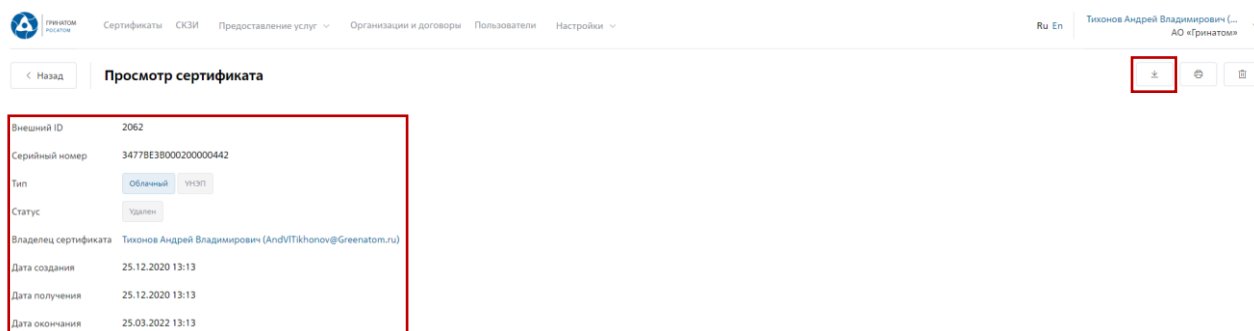 ГРИНАТОМ
РОСАТОМ
Сертификаты СКЗИ Предоставление услуг Организации и договоры Пользователи Настройки
Ru En
Тихонов Андрей Владимирович (...
АО «Гринатом»
Назад
Просмотр сертификата
Внешний ID 2062
Серийный номер 3477BE3B000200000442
Тип Облачный УНЭП
Статус Удален
Владелец сертификата Тихонов Андрей Владимирович (AndVlTikhonov@Greenatom.ru)
Дата создания 25.12.2020 13:13
Дата получения 25.12.2020 13:13
Дата окончания 25.03.2022 13:13